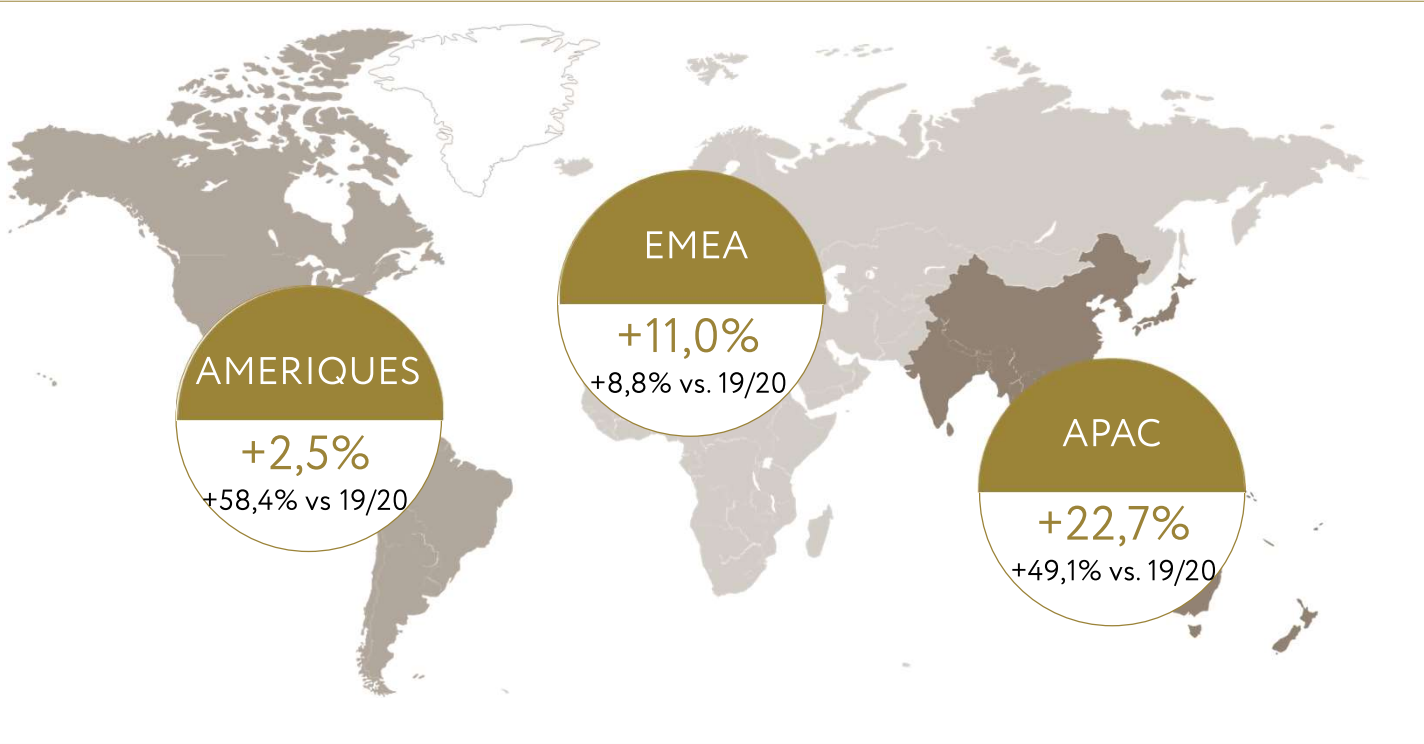 EMEA
+11,0%
+8,8% vs. 19/20
AMERIQUES
+2,5%
+58,4% vs 19/20
APAC
+22,7%
+49,1% vs. 19/20